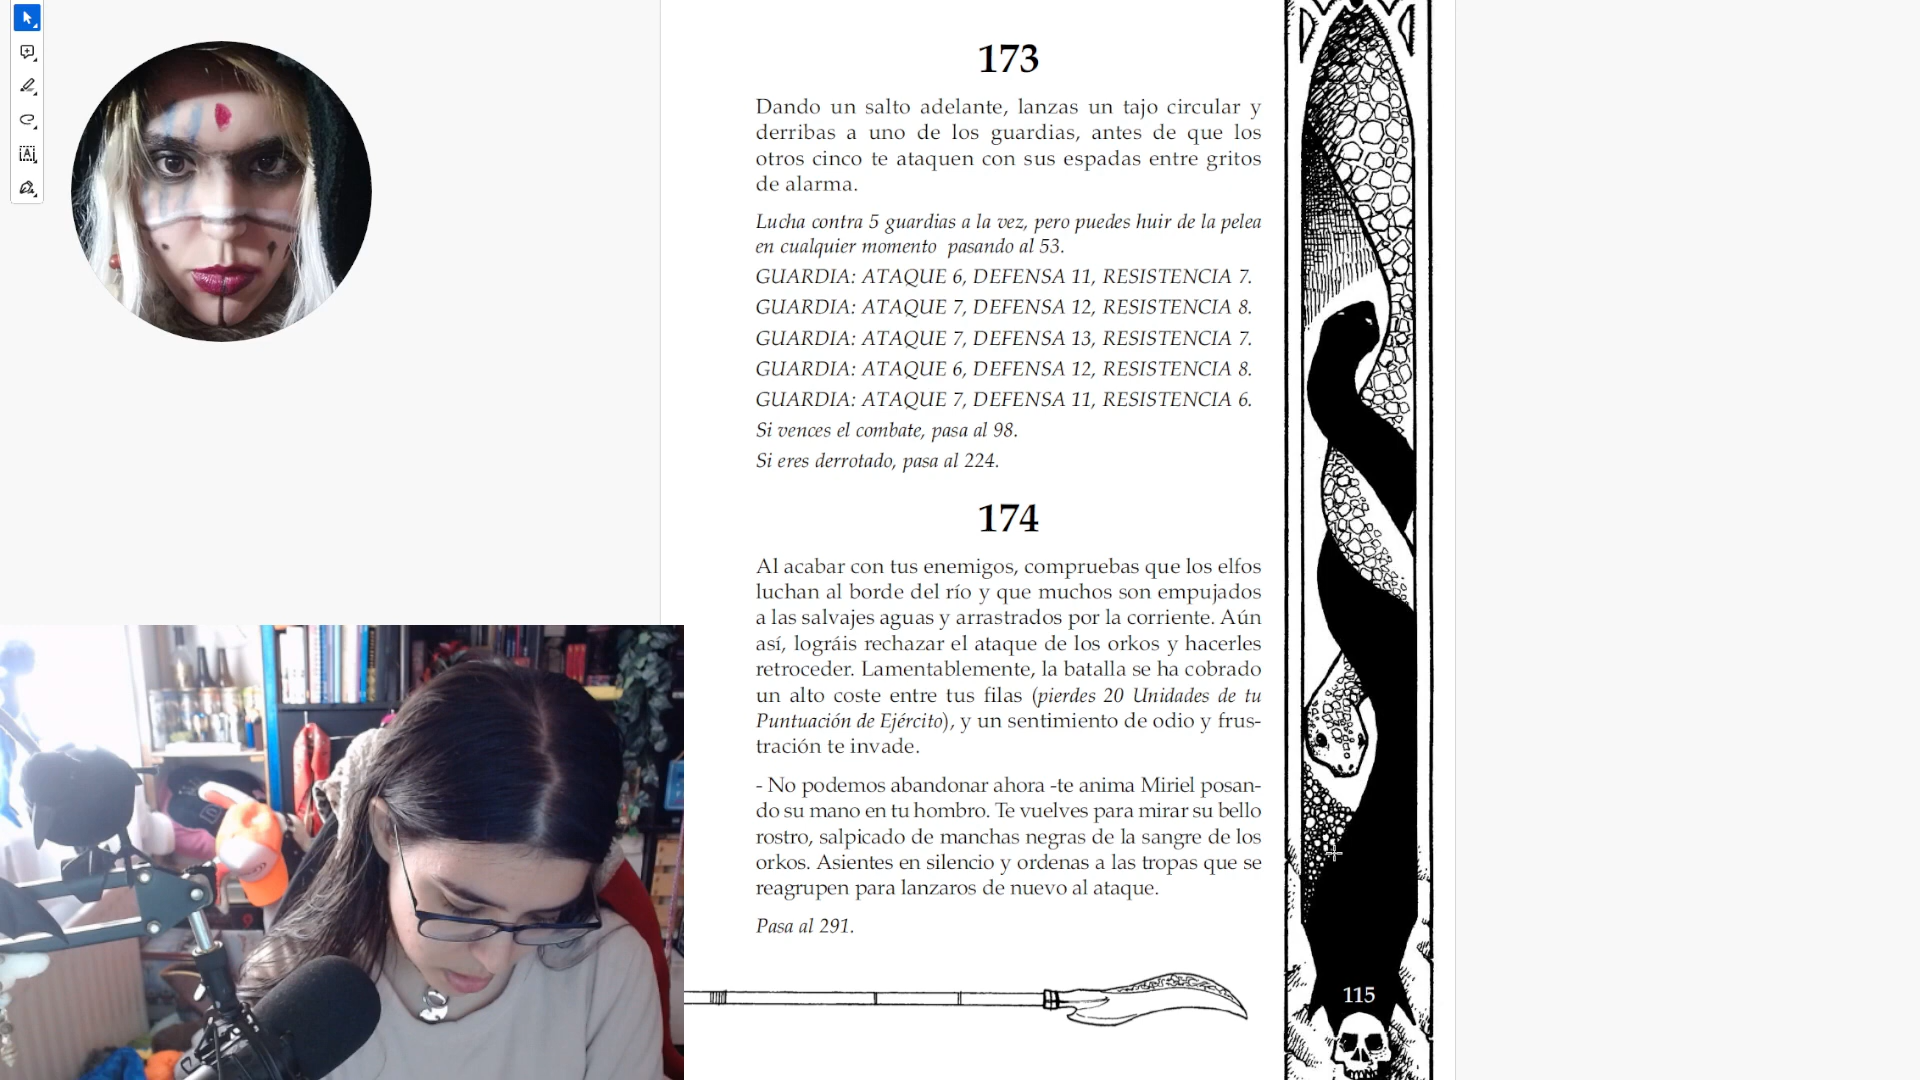 173
Dando un salto adelante, lanzas un tajo circular y
derribas a uno de los guardias, antes de que los
otros cinco te ataquen con sus espadas entre gritos
de alarma.
Lucha contra 5 guardias a la vez, pero puedes huir de la pelea
en cualquier momento pasando al 53.
GUARDIA: ATAQUE 6, DEFENSA 11, RESISTENCIA 7.
GUARDIA: ATAQUE 7, DEFENSA 12, RESISTENCIA 8.
GUARDIA: ATAQUE 7, DEFENSA 13, RESISTENCIA 7.
GUARDIA: ATAQUE 6, DEFENSA 12, RESISTENCIA 8.
GUARDIA: ATAQUE 7, DEFENSA 11, RESISTENCIA 6.
Si vences el combate, pasa al 98.
Si eres derrotado, pasa al 224.
174
Al acabar con tus enemigos, compruebas que los elfos
luchan al borde del río y que muchos son empujados
a las salvajes aguas y arrastrados por la corriente. Aún
así, lográis rechazar el ataque de los orkos y hacerles
retroceder. Lamentablemente, la batalla se ha cobrado
un alto coste entre tus filas (pierdes 20 Unidades de tu
Puntuación de Ejército), y un sentimiento de odio y frus-
tración te invade.
- No podemos abandonar ahora -te anima Miriel posan-
do su mano en tu hombro. Te vuelves para mirar su bello
rostro, salpicado de manchas negras de la sangre de los
orkos. Asientes en silencio y ordenas a las tropas que se
reagrupen para lanzaros de nuevo al ataque.
Pasa al 291.
115